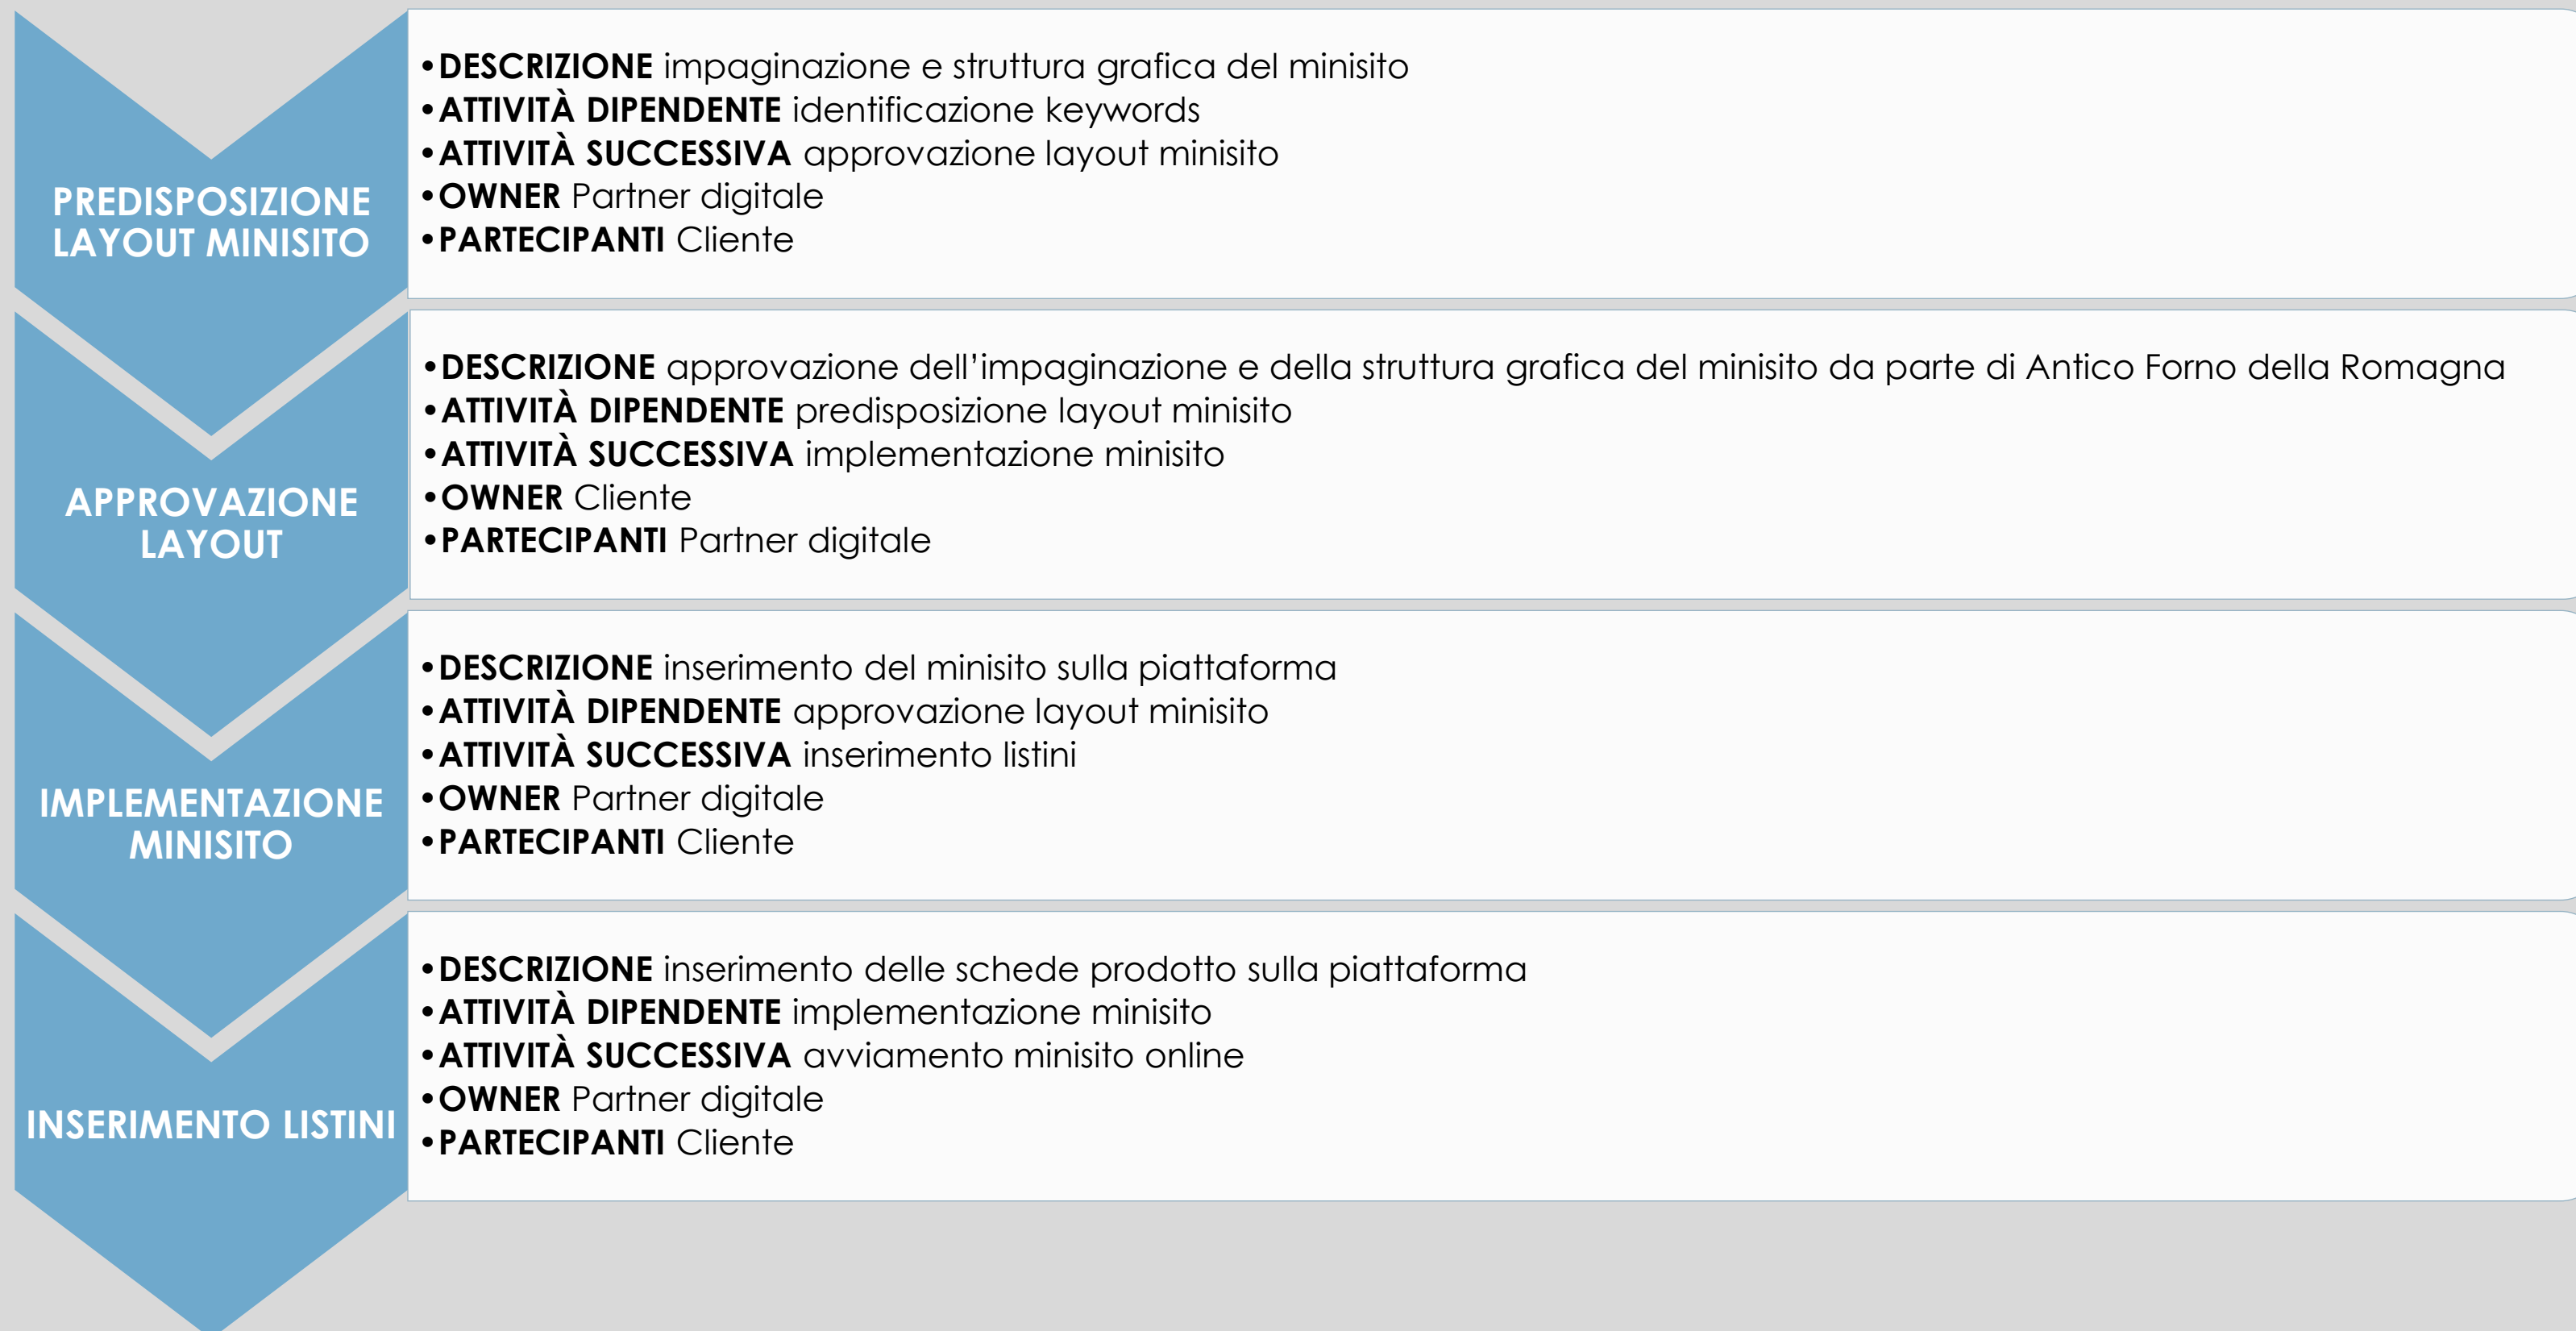 PREDISPOSIZIONE
LAYOUT MINISITO
•DESCRIZIONE impaginazione e struttura grafica del minisito
•ATTIVITÀ DIPENDENTE identificazione keywords
•ATTIVITÀ SUCCESSIVA approvazione layout minisito
•OWNER Partner digitale
•PARTECIPANTI Cliente
APPROVAZIONE
LAYOUT
•DESCRIZIONE approvazione dell’impaginazione e della struttura grafica del minisito da parte di Antico Forno della Romagna
•ATTIVITÀ DIPENDENTE predisposizione layout minisito
•ATTIVITÀ SUCCESSIVA implementazione minisito
•OWNER Cliente
•PARTECIPANTI Partner digitale
IMPLEMENTAZIONE
MINISITO
•DESCRIZIONE inserimento del minisito sulla piattaforma
•ATTIVITÀ DIPENDENTE approvazione layout minisito
•ATTIVITÀ SUCCESSIVA inserimento listini
•OWNER Partner digitale
•PARTECIPANTI Cliente
INSERIMENTO LISTINI
•DESCRIZIONE inserimento delle schede prodotto sulla piattaforma
•ATTIVITÀ DIPENDENTE implementazione minisito
•ATTIVITÀ SUCCESSIVA avviamento minisito online
•OWNER Partner digitale
•PARTECIPANTI Cliente